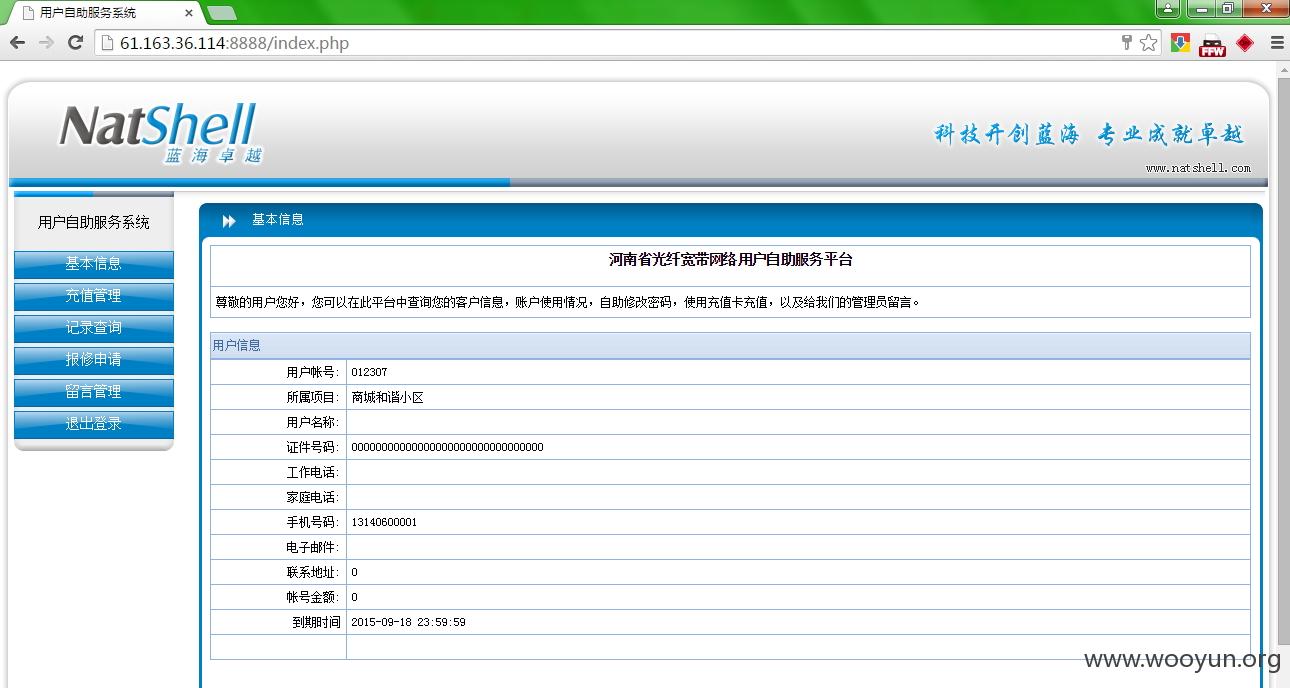 用户自助服务系统
61.163.36.114:8888/index.php
FFW
NatShell
蓝海卓越
科技开创蓝海 专业成就卓越
www.natshell.com
用户自助服务系统
基本信息
充值管理
记录查询
报修申请
留言管理
退出登录
基本信息
河南省光纤宽带网络用户自助服务平台
尊敬的用户您好，您可以在此平台中查询您的客户信息，账户使用情况，自助修改密码，使用充值卡充值，以及给我们的管理员留言。
用户信息
用户帐号: 012307
所属项目: 商城和谐小区
用户名称:
证件号码: 00000000000000000000000000000000
工作电话:
家庭电话:
手机号码: 13140600001
电子邮件:
联系地址: 0
帐号金额: 0
到期时间 2015-09-18 23:59:59
www.wooyun.org